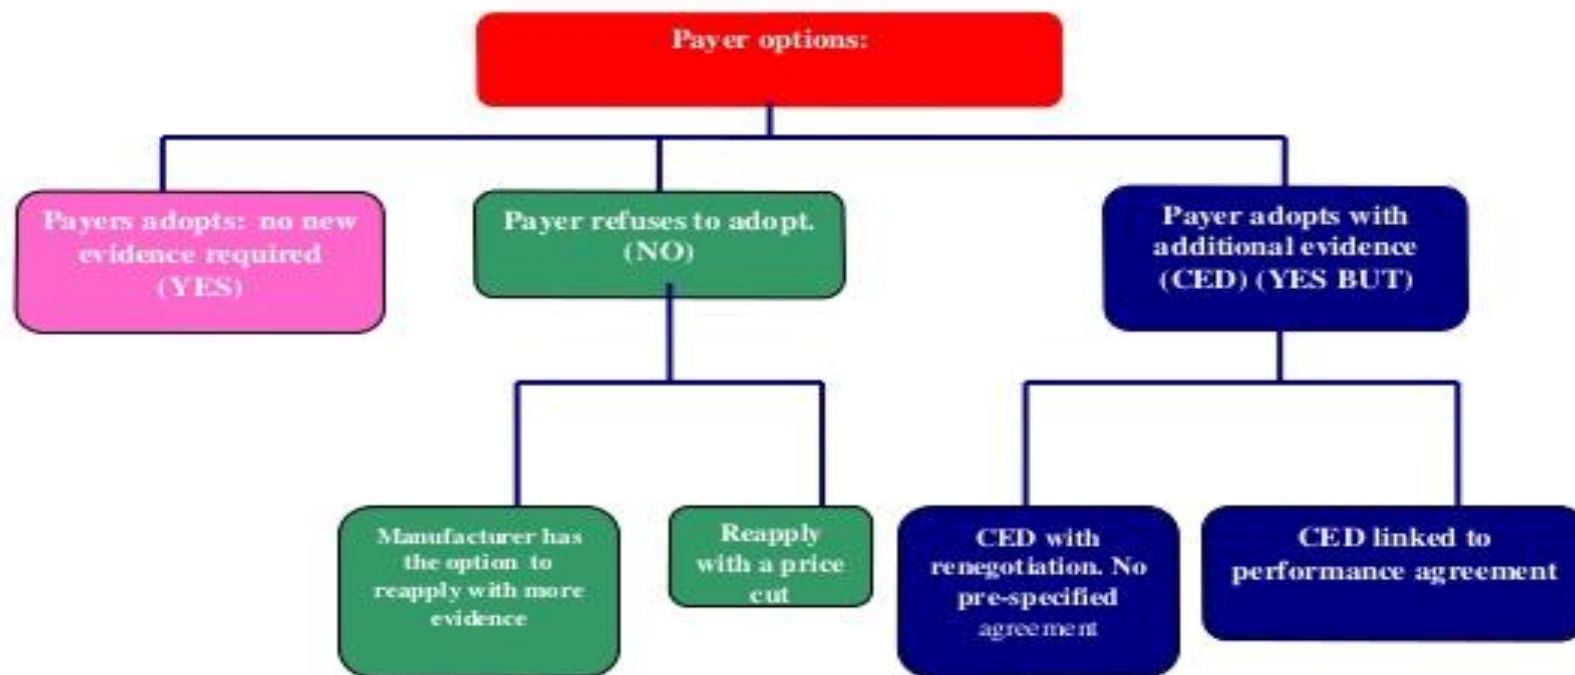 Payer options:
Payers adopts: no new
evidence required
(YES)
Payer refuses to adopt.
(NO)
Payer adopts with
additional evidence
(CED) (YES BUT)
Manufacturer has
the option to
reapply with more
evidence
Reapply
with a price
cut
CED with
renegotiation. No
pre-specified
agreement
CED linked to
performance agreement